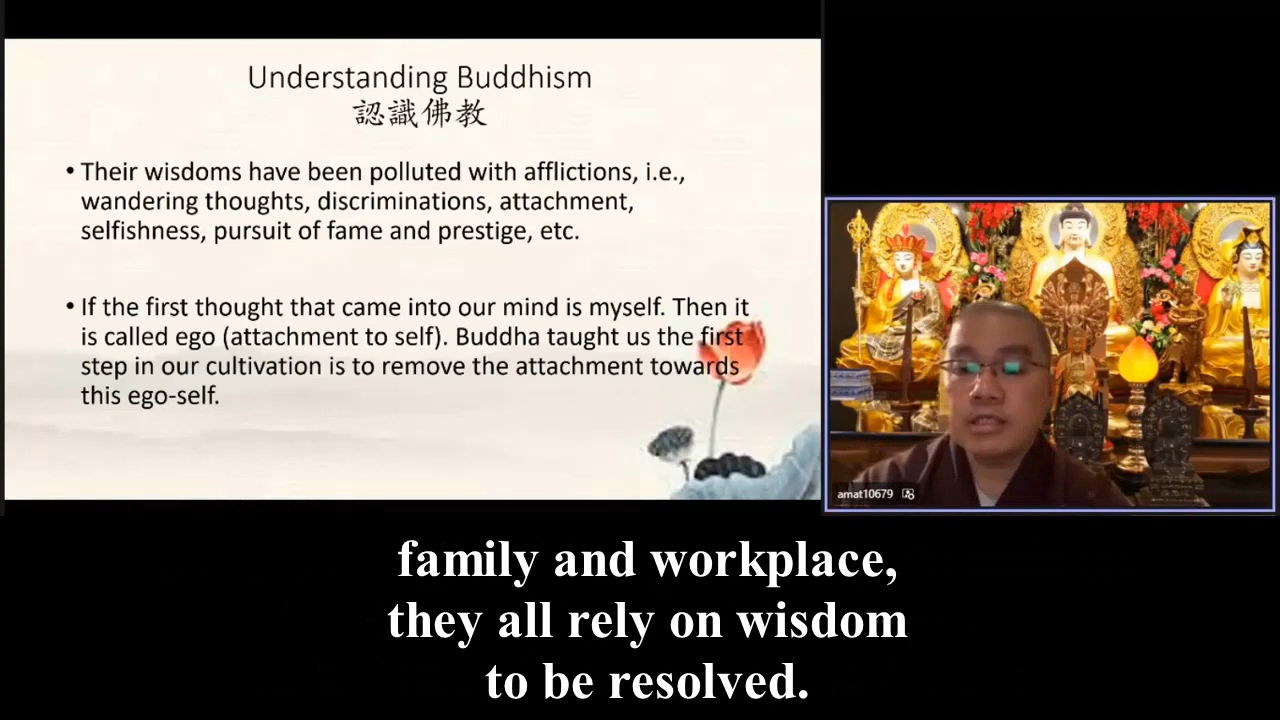 Understanding Buddhism
認識佛教
• Their wisdoms have been polluted with afflictions, i.e.,
wandering thoughts, discriminations, attachment,
selfishness, pursuit of fame and prestige, etc.
• If the first thought that came into our mind is myself. Then it
is called ego (attachment to self). Buddha taught us the first
step in our cultivation is to remove the attachment towards
this ego-self.
amat10679
family and workplace,
they all rely on wisdom
to be resolved.